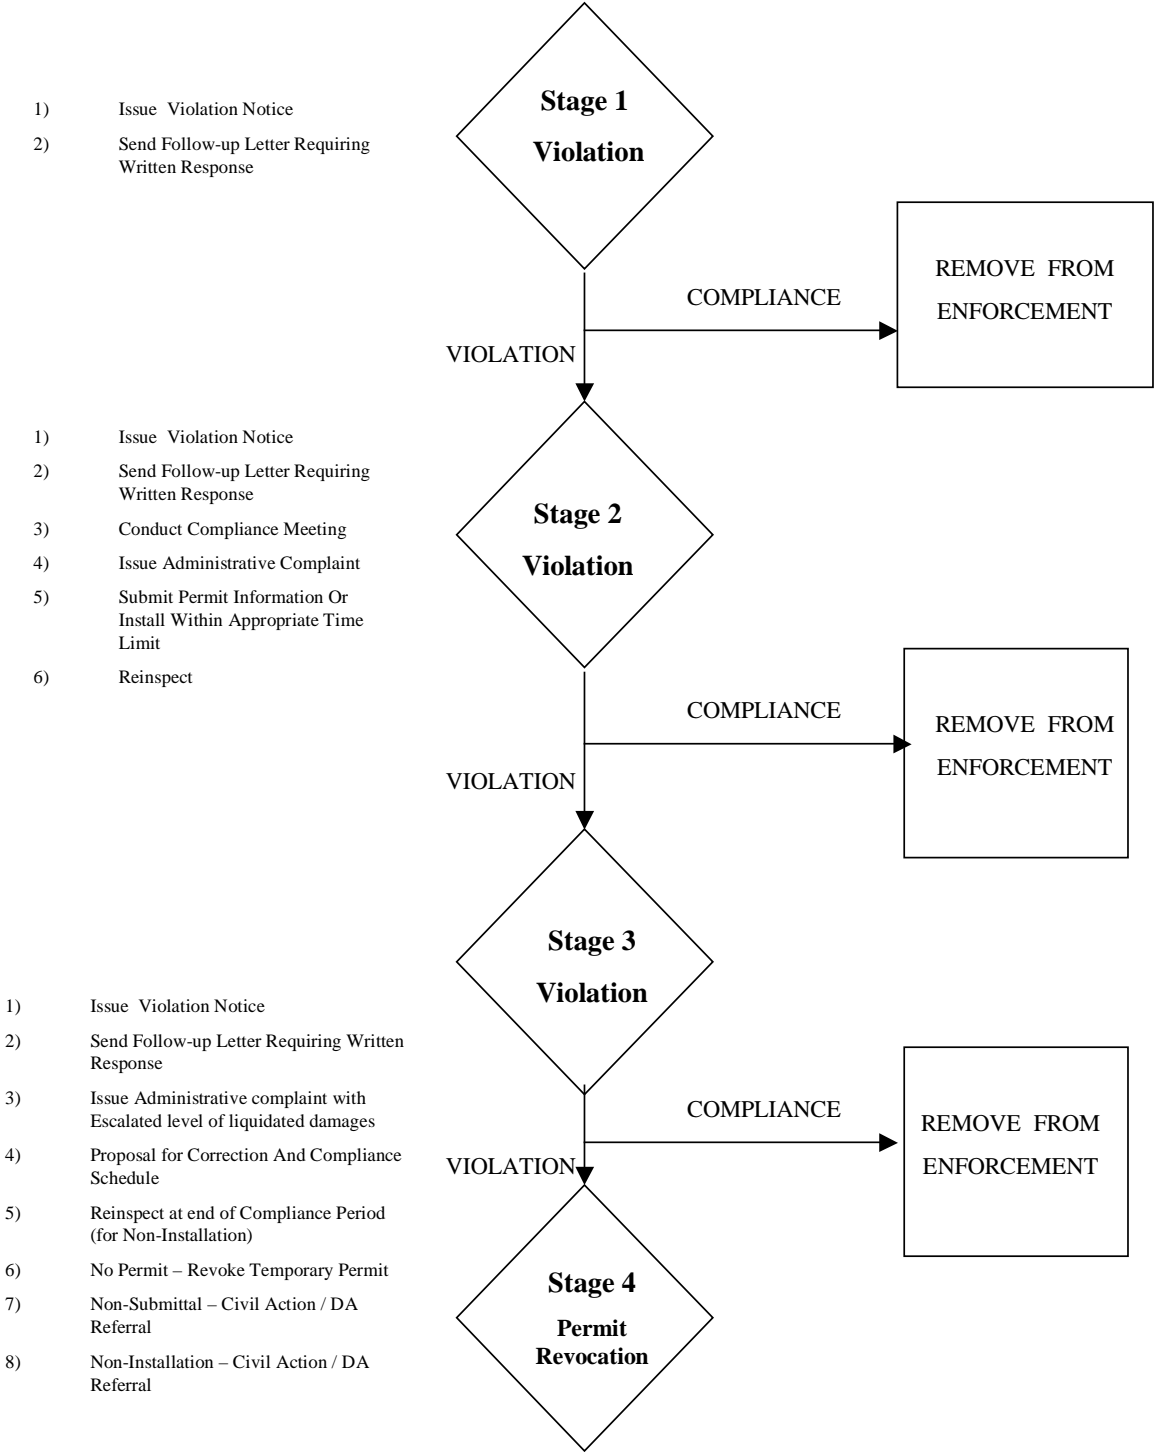 Stage 1
Violation
1) Issue Violation Notice
2) Send Follow-up Letter Requiring
Written Response
REMOVE FROM
ENFORCEMENT
COMPLIANCE
VIOLATION
1) Issue Violation Notice
2) Send Follow-up Letter Requiring
Written Response
3) Conduct Compliance Meeting
4) Issue Administrative Complaint
5) Submit Permit Information Or
Install Within Appropriate Time
Limit
6) Reinspect
Stage 2
Violation
COMPLIANCE
REMOVE FROM
ENFORCEMENT
VIOLATION
Stage 3
Violation
1) Issue Violation Notice
2) Send Follow-up Letter Requiring Written
Response
3) Issue Administrative complaint with
Escalated level of liquidated damages
4) Proposal for Correction And Compliance
Schedule
5) Reinspect at end of Compliance Period
(for Non-Installation)
6) No Permit – Revoke Temporary Permit
7) Non-Submittal – Civil Action / DA
Referral
8) Non-Installation – Civil Action / DA
Referral
COMPLIANCE
REMOVE FROM
ENFORCEMENT
VIOLATION
Stage 4
Permit
Revocation